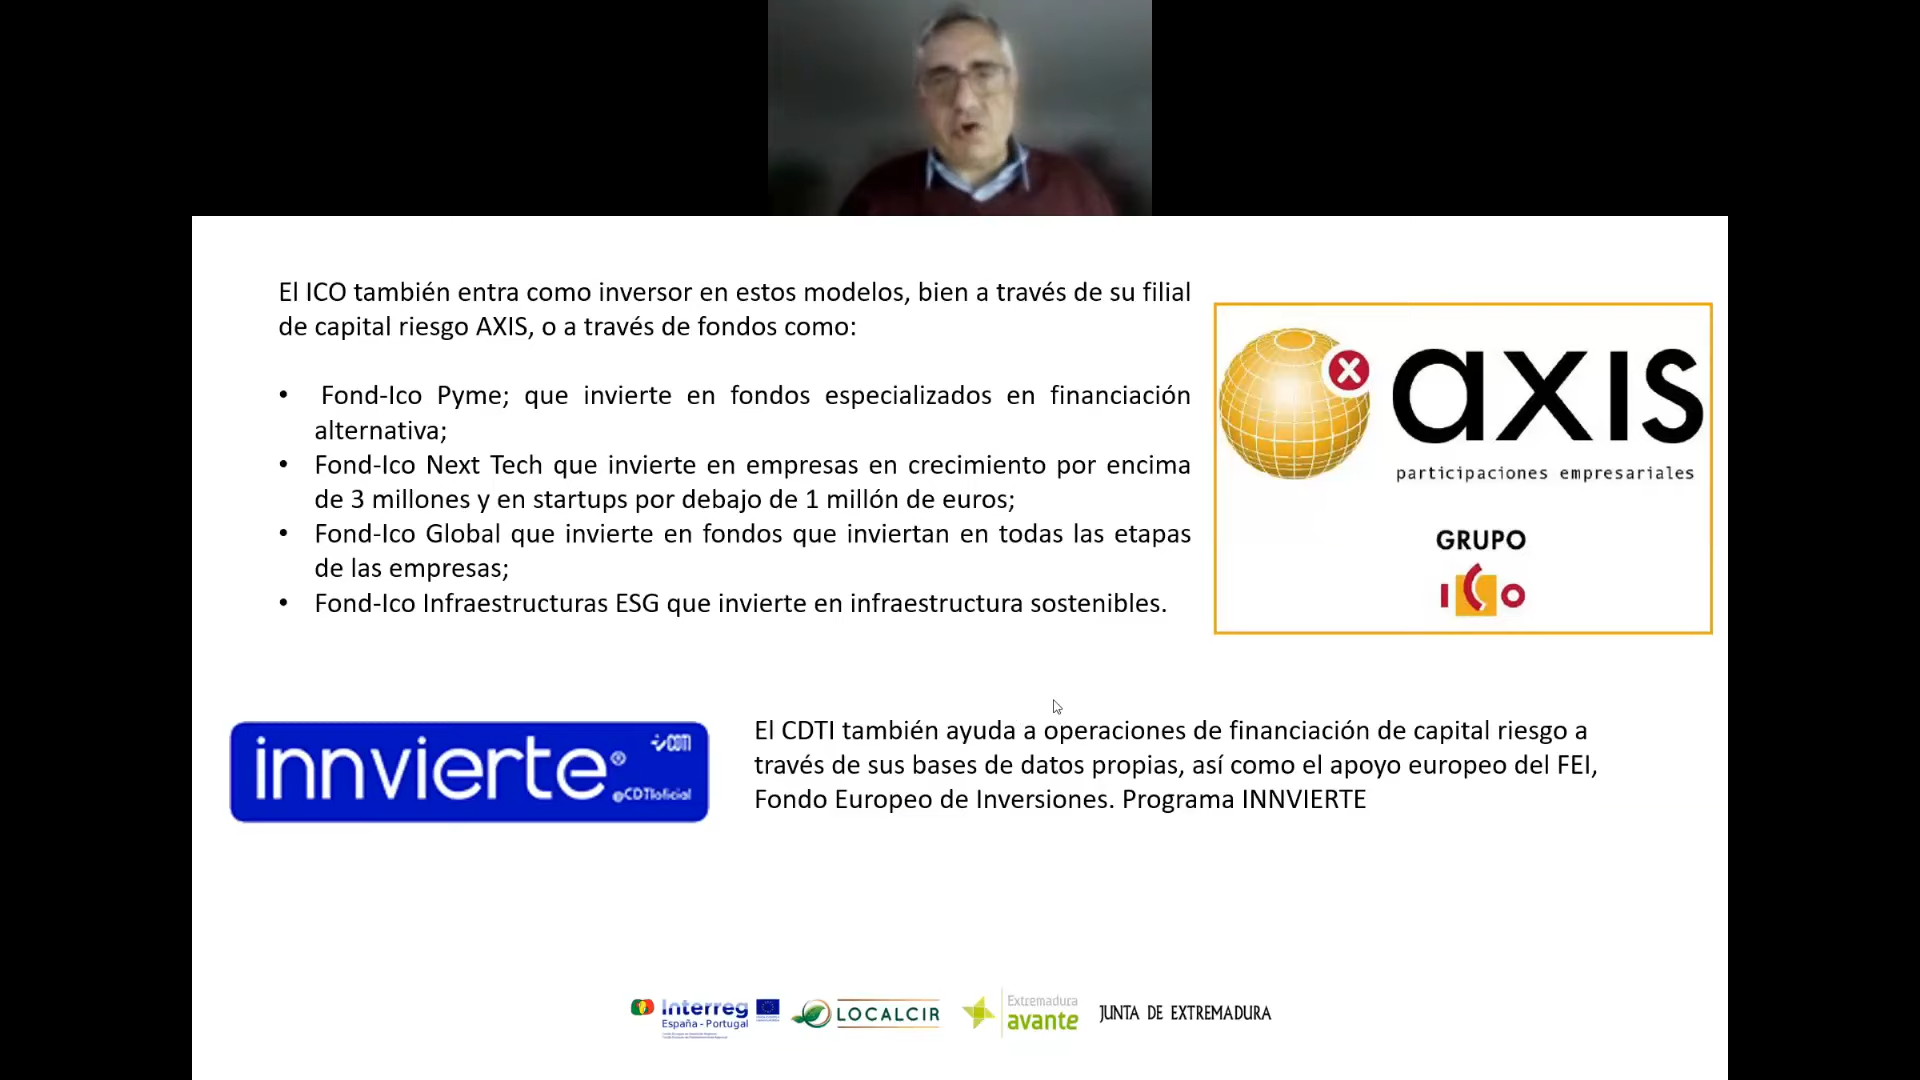 El ICO también entra como inversor en estos modelos, bien a través de su filial
de capital riesgo AXIS, o a través de fondos como:
• Fond-Ico Pyme; que invierte en fondos especializados en financiación
alternativa;
• Fond-Ico Next Tech que invierte en empresas en crecimiento por encima
de 3 millones y en startups por debajo de 1 millón de euros;
• Fond-Ico Global que invierte en fondos que inviertan en todas las etapas
de las empresas;
• Fond-Ico Infraestructuras ESG que invierte en infraestructura sostenibles.
x
axis
participaciones empresariales
GRUPO
ICO
innvierte®
CDTI
@CDTIoficial
El CDTI también ayuda a operaciones de financiación de capital riesgo a
través de sus bases de datos propias, así como el apoyo europeo del FEI,
Fondo Europeo de Inversiones. Programa INNVIERTE
Interreg
España - Portugal
LOCALCIR
Extremadura
avante
JUNTA DE EXTREMADURA